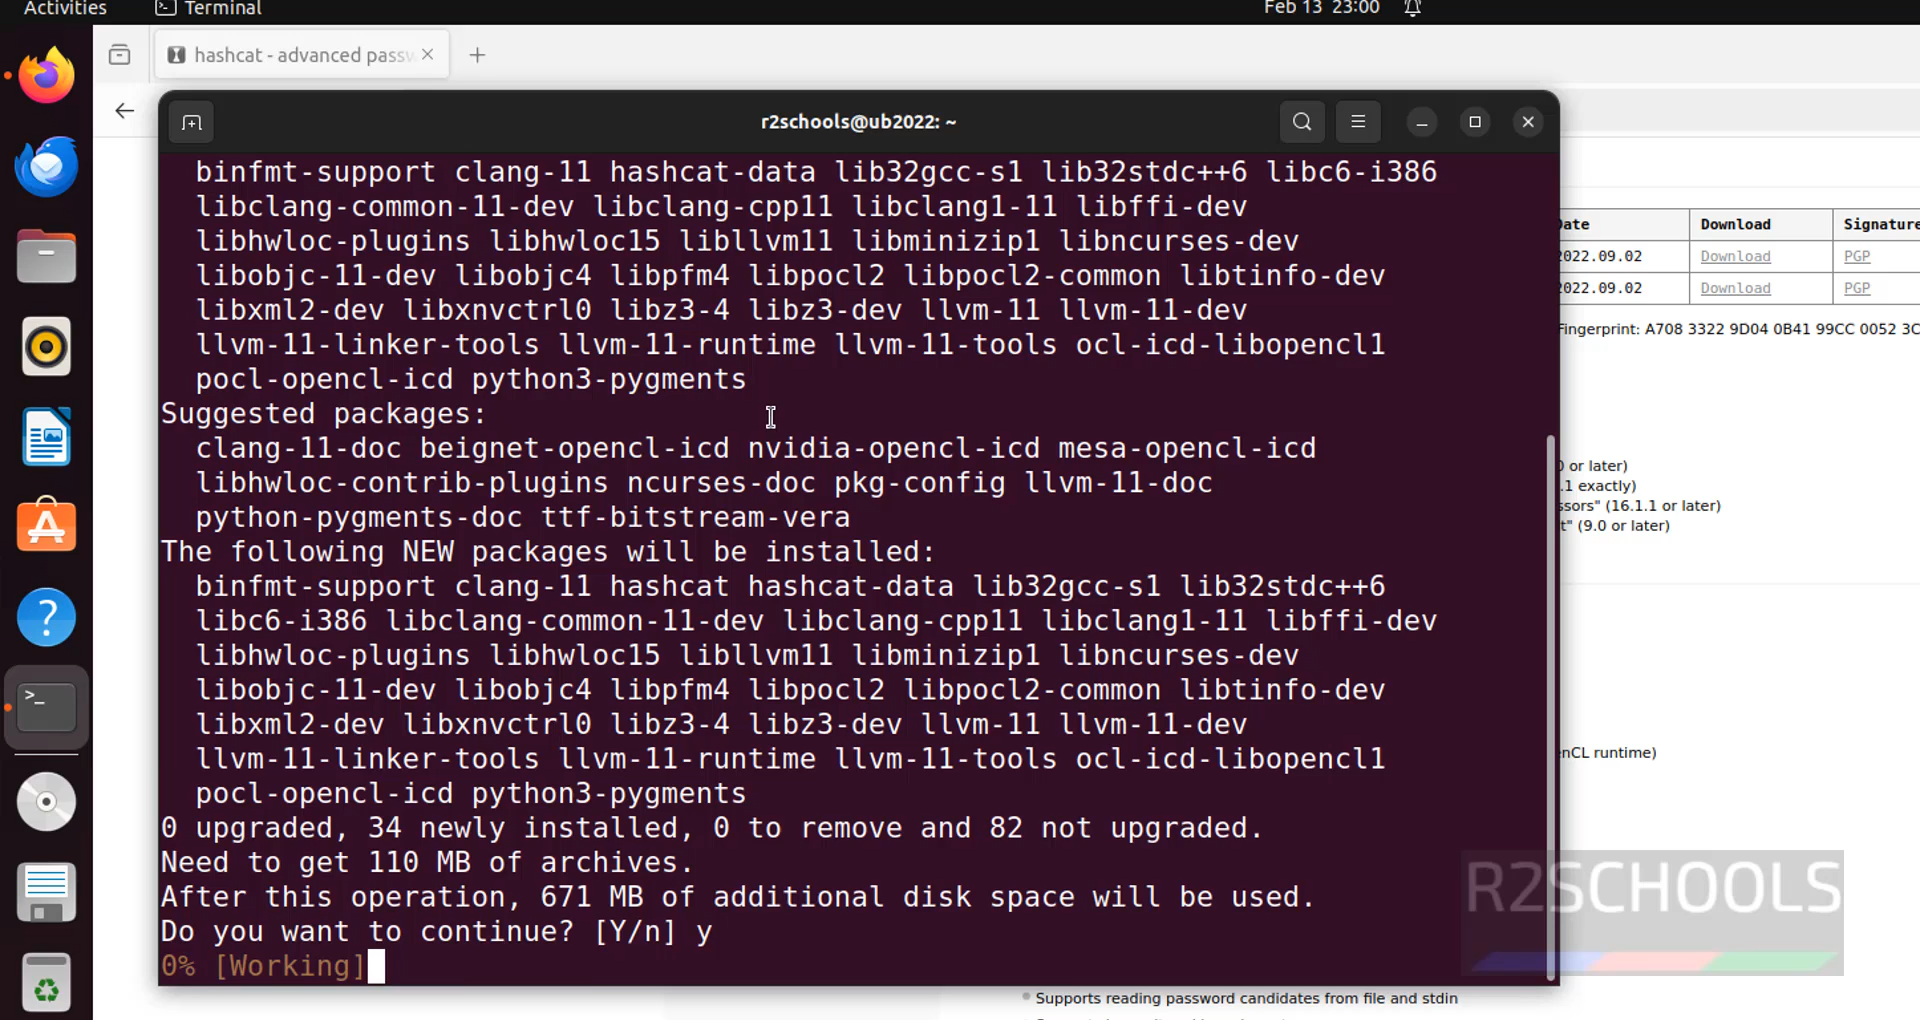 Activities Terminal Feb 13 23:00
hashcat - advanced passw
r2schools@ub2022: ~
binfmt-support clang-11 hashcat-data lib32gcc-s1 lib32stdc++6 libc6-i386
libclang-common-11-dev libclang-cpp11 libclang1-11 libffi-dev
libhwloc-plugins libhwloc15 libllvm11 libminizip1 libncurses-dev
libobjc-11-dev libobjc4 libpfm4 libpocl2 libpocl2-common libtinfo-dev
libxml2-dev libxnvctrl0 libz3-4 libz3-dev llvm-11 llvm-11-dev
llvm-11-linker-tools llvm-11-runtime llvm-11-tools ocl-icd-libopencl1
pocl-opencl-icd python3-pygments
Suggested packages:
clang-11-doc beignet-opencl-icd nvidia-opencl-icd mesa-opencl-icd
libhwloc-contrib-plugins ncurses-doc pkg-config llvm-11-doc
python-pygments-doc ttf-bitstream-vera
The following NEW packages will be installed:
binfmt-support clang-11 hashcat hashcat-data lib32gcc-s1 lib32stdc++6
libc6-i386 libclang-common-11-dev libclang-cpp11 libclang1-11 libffi-dev
libhwloc-plugins libhwloc15 libllvm11 libminizip1 libncurses-dev
libobjc-11-dev libobjc4 libpfm4 libpocl2 libpocl2-common libtinfo-dev
libxml2-dev libxnvctrl0 libz3-4 libz3-dev llvm-11 llvm-11-dev
llvm-11-linker-tools llvm-11-runtime llvm-11-tools ocl-icd-libopencl1
pocl-opencl-icd python3-pygments
0 upgraded, 34 newly installed, 0 to remove and 82 not upgraded.
Need to get 110 MB of archives.
After this operation, 671 MB of additional disk space will be used.
Do you want to continue? [Y/n] y
0% [Working]
Date Download Signature
2022.09.02 Download PGP
2022.09.02 Download PGP
Fingerprint: A708 3322 9D04 0B41 99CC 0052 3C
0 or later)
.1 exactly)
ssors" (16.1.1 or later)
t" (9.0 or later)
enCL runtime)
R2SCHOOLS
Supports reading password candidates from file and stdin